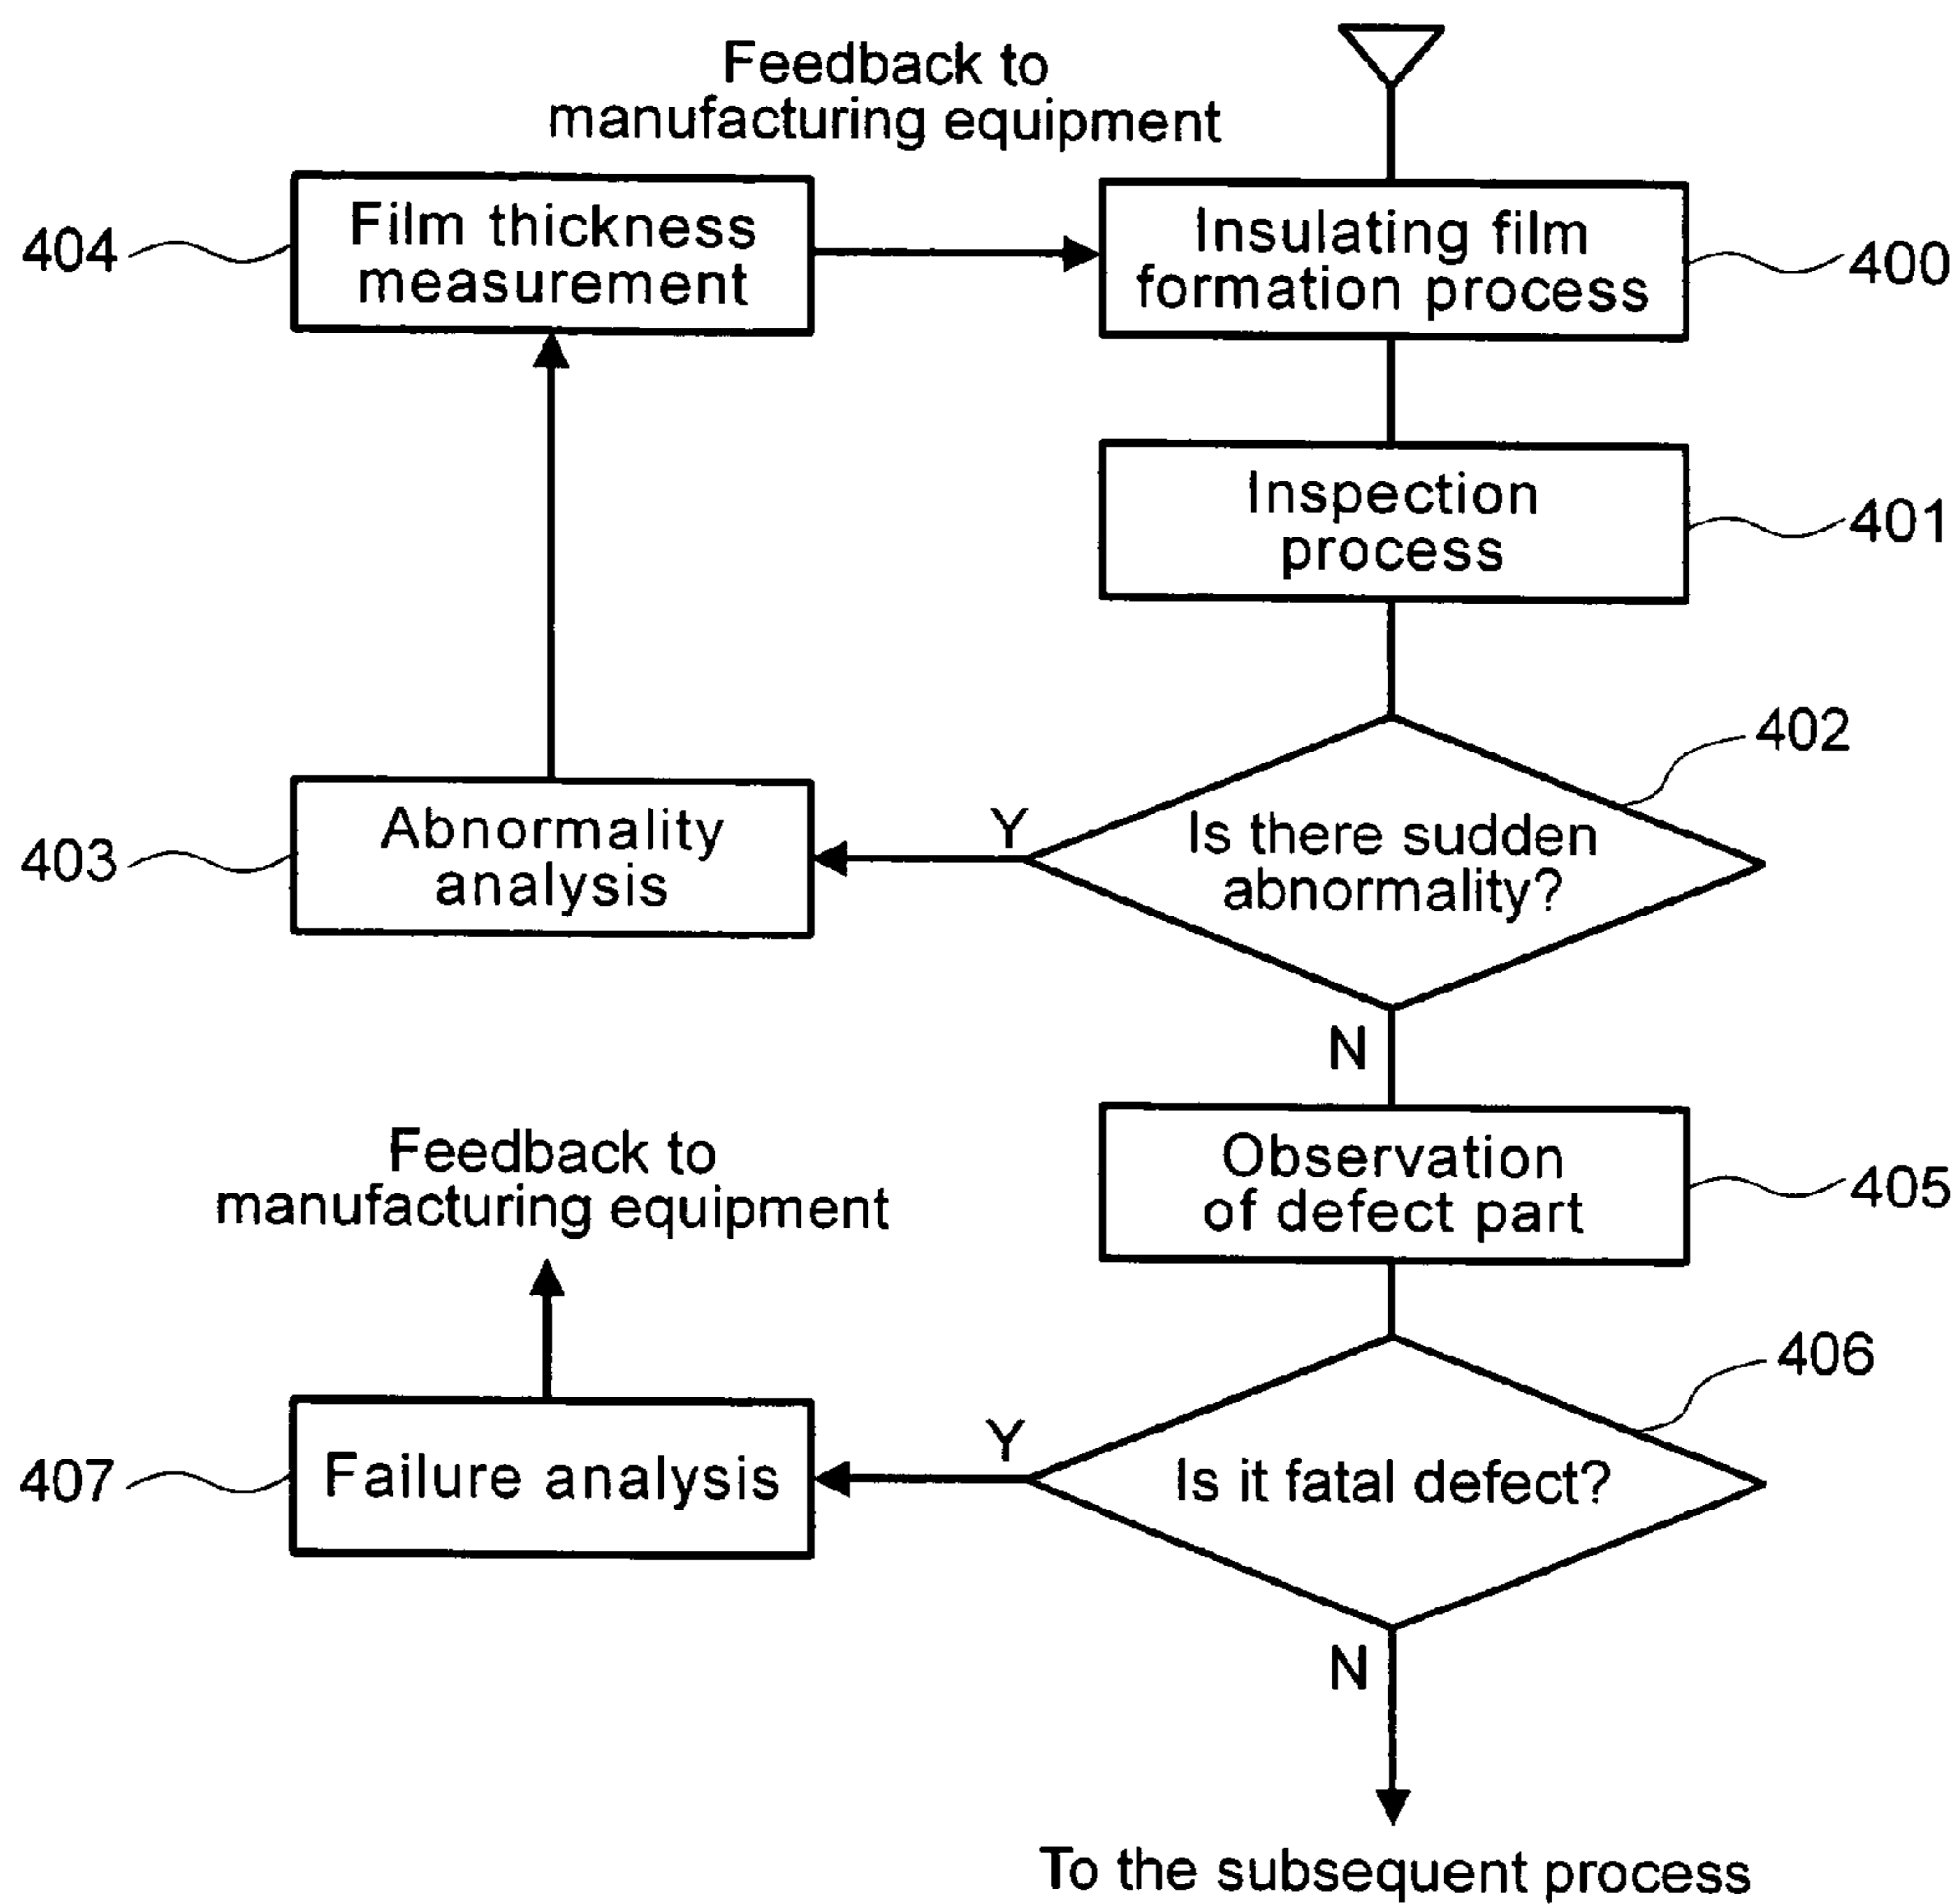 Feedback to
manufacturing equipment
Film thickness
measurement
404
Insulating film
formation process
400
Inspection
process
401
402
Is there sudden
abnormality?
Y
Abnormality
analysis
403
N
Observation
of defect part
405
Feedback to
manufacturing equipment
406
Is it fatal defect?
Y
Failure analysis
407
N
To the subsequent process